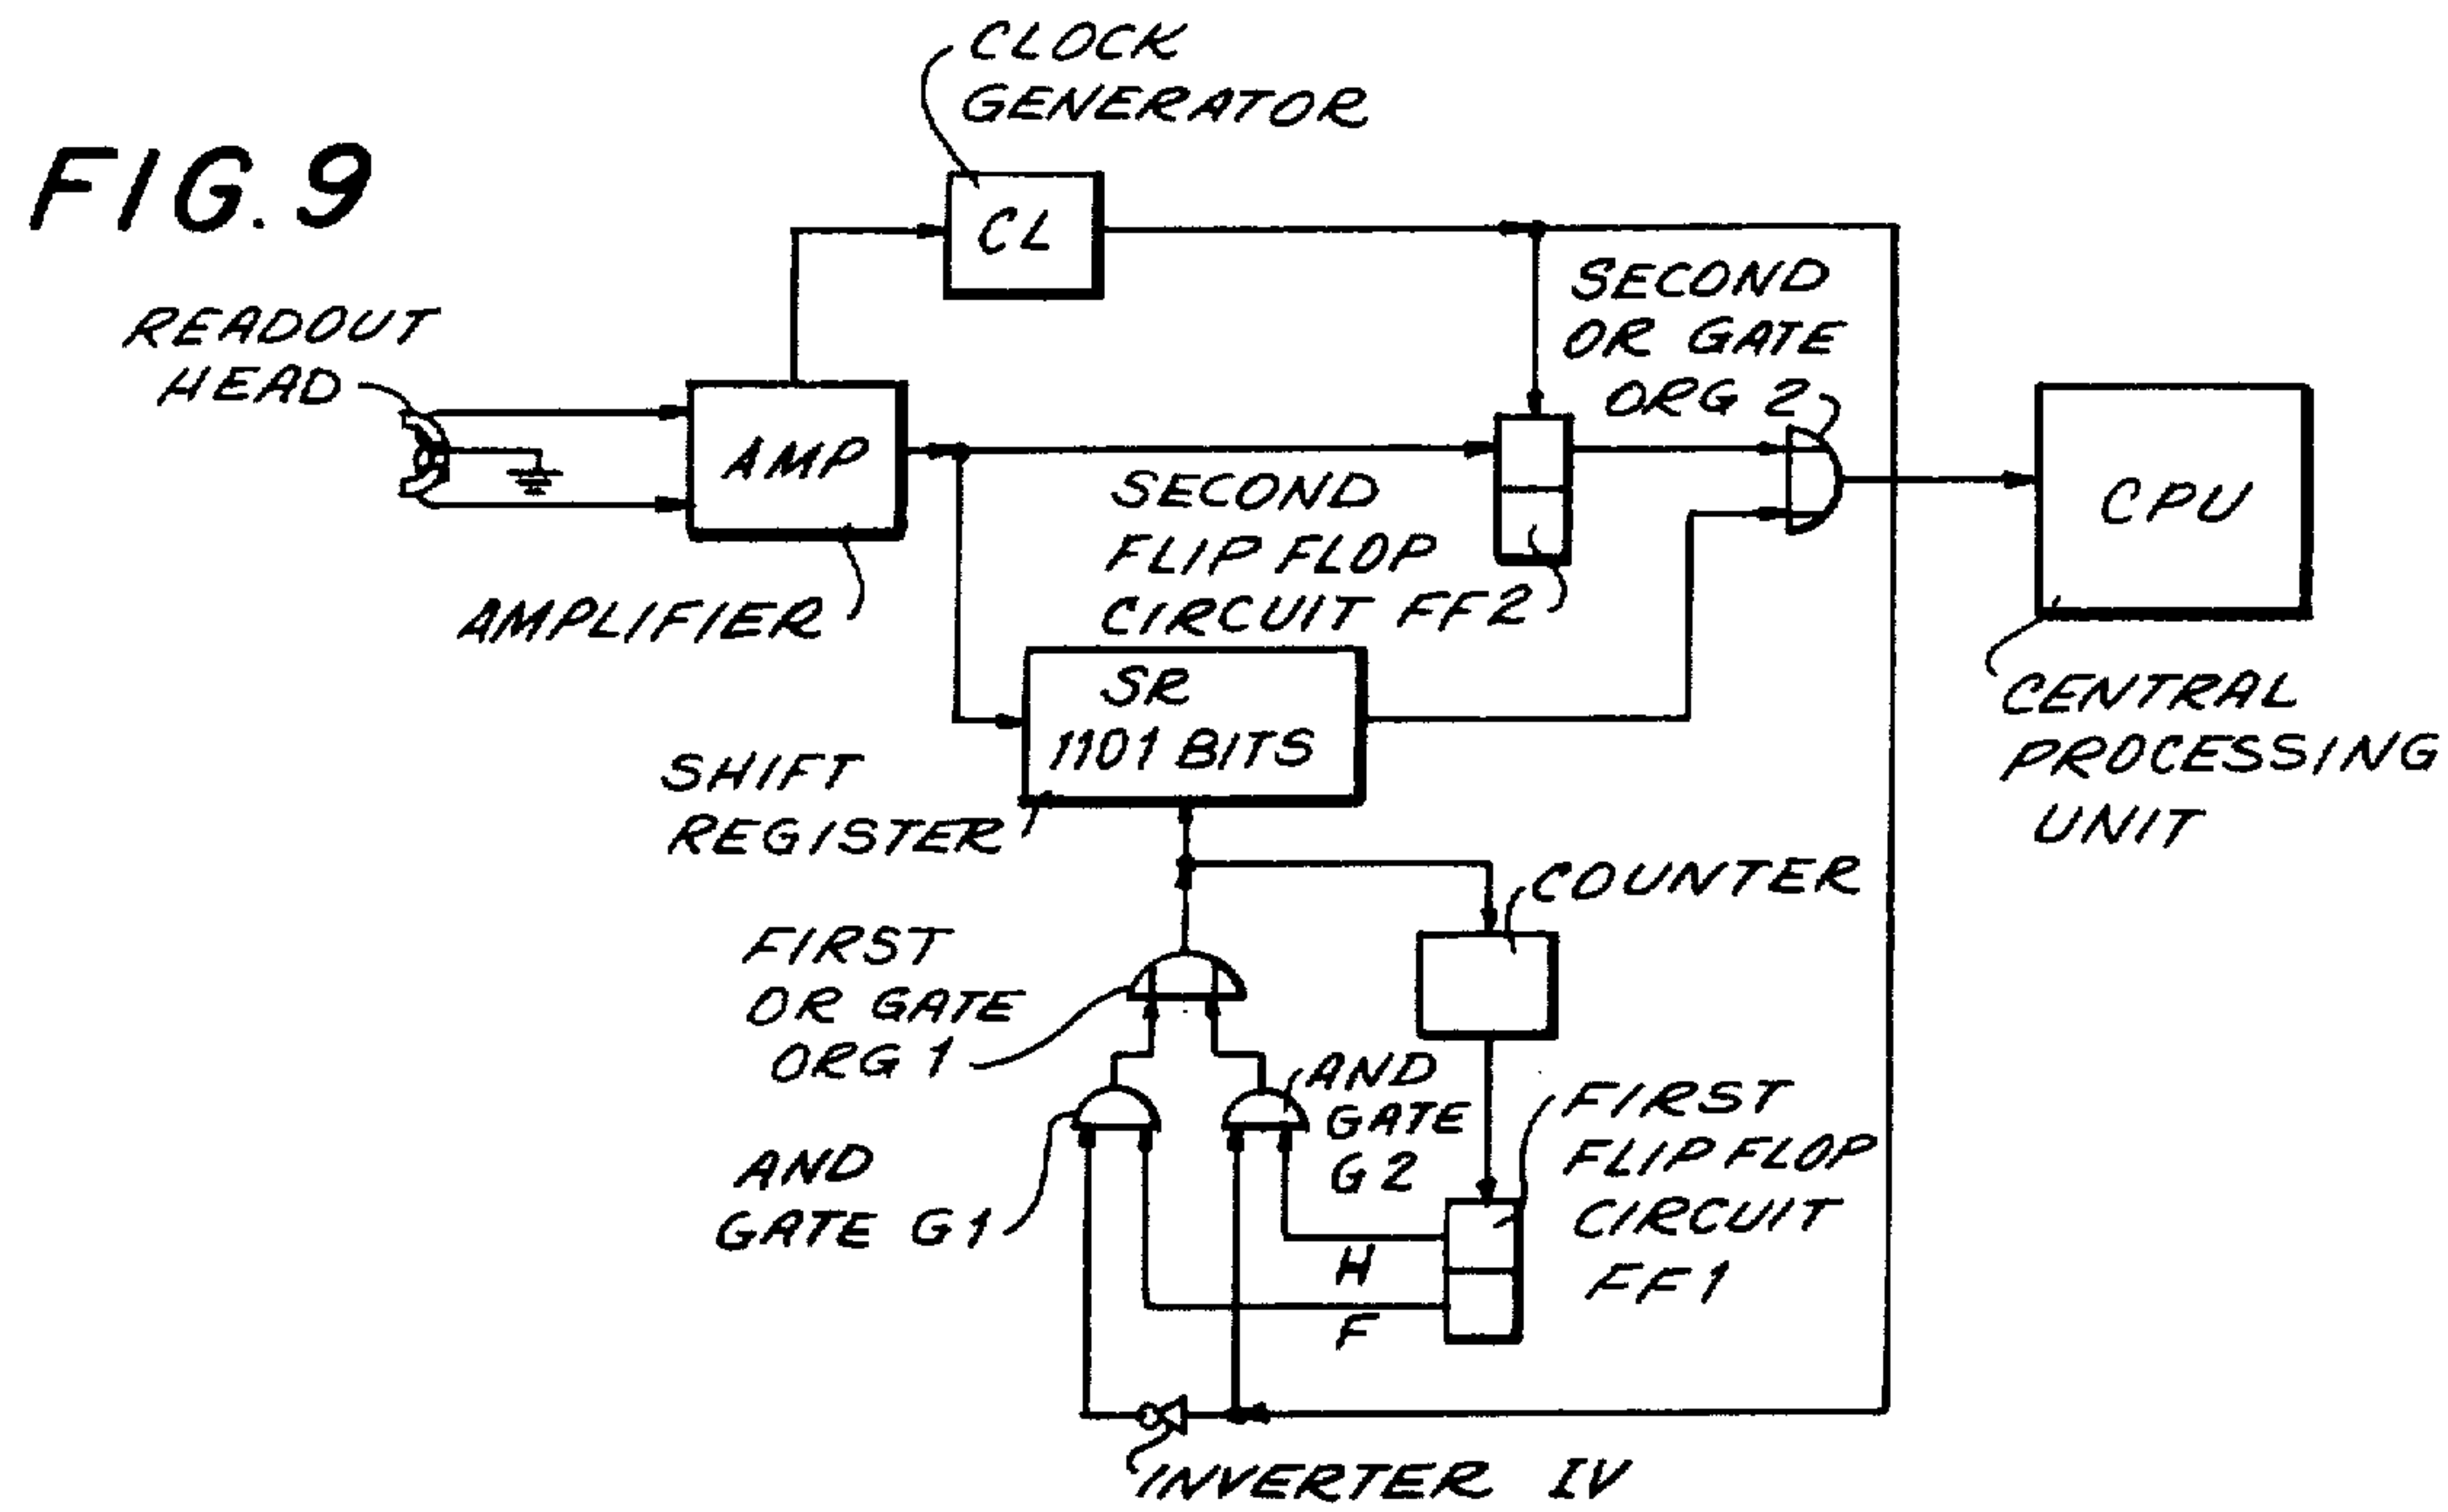 FIG. 9
CLOCK
GENERATOR
CL
READOUT
HEAD
AMP
AMPLIFIER
SECOND
OR GATE
ORG 2
SECOND
FLIP FLOP
CIRCUIT FF2
CPU
CENTRAL
PROCESSING
UNIT
SR
1101 BITS
SHIFT
REGISTER
COUNTER
FIRST
OR GATE
ORG 1
AND
GATE G1
AND
GATE
G2
FIRST
FLIP FLOP
CIRCUIT
FF1
H
F
INVERTER IV